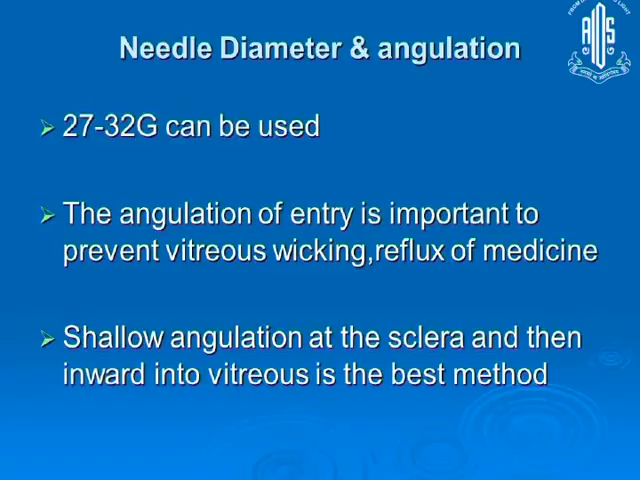 Needle Diameter & angulation
27-32G can be used
The angulation of entry is important to
prevent vitreous wicking,reflux of medicine
Shallow angulation at the sclera and then
inward into vitreous is the best method